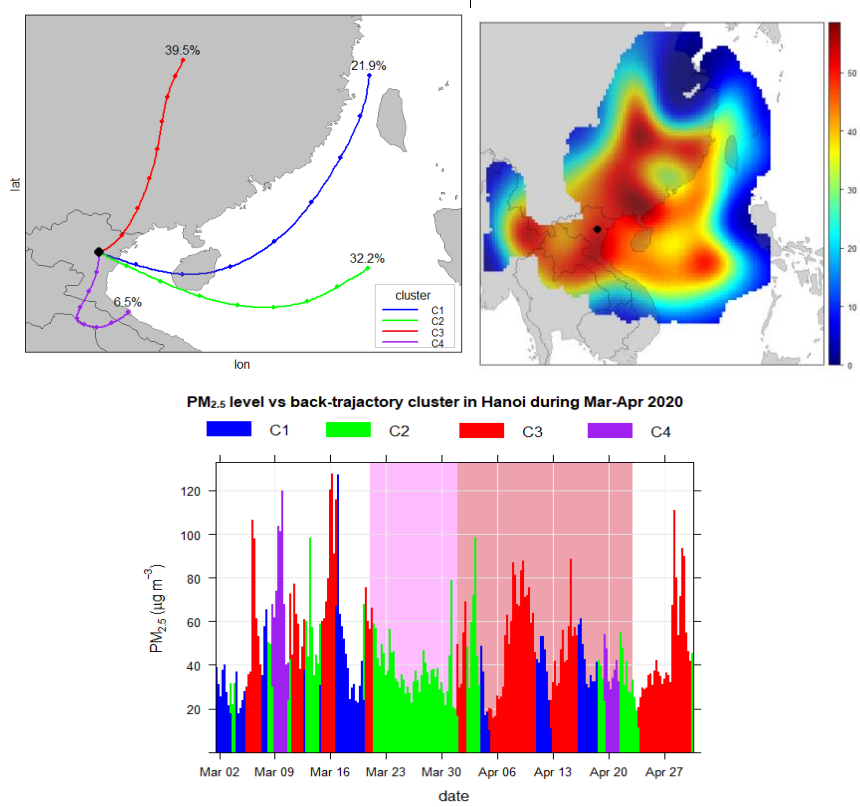 39.5%
21.9%
32.2%
6.5%
lat
lon
cluster
C1
C2
C3
C4
50
40
30
20
10
0
PM2.5 level vs back-trajactory cluster in Hanoi during Mar-Apr 2020
C1 C2 C3 C4
PM2.5 (µg m−3)
120
100
80
60
40
20
Mar 02 Mar 09 Mar 16 Mar 23 Mar 30 Apr 06 Apr 13 Apr 20 Apr 27
date